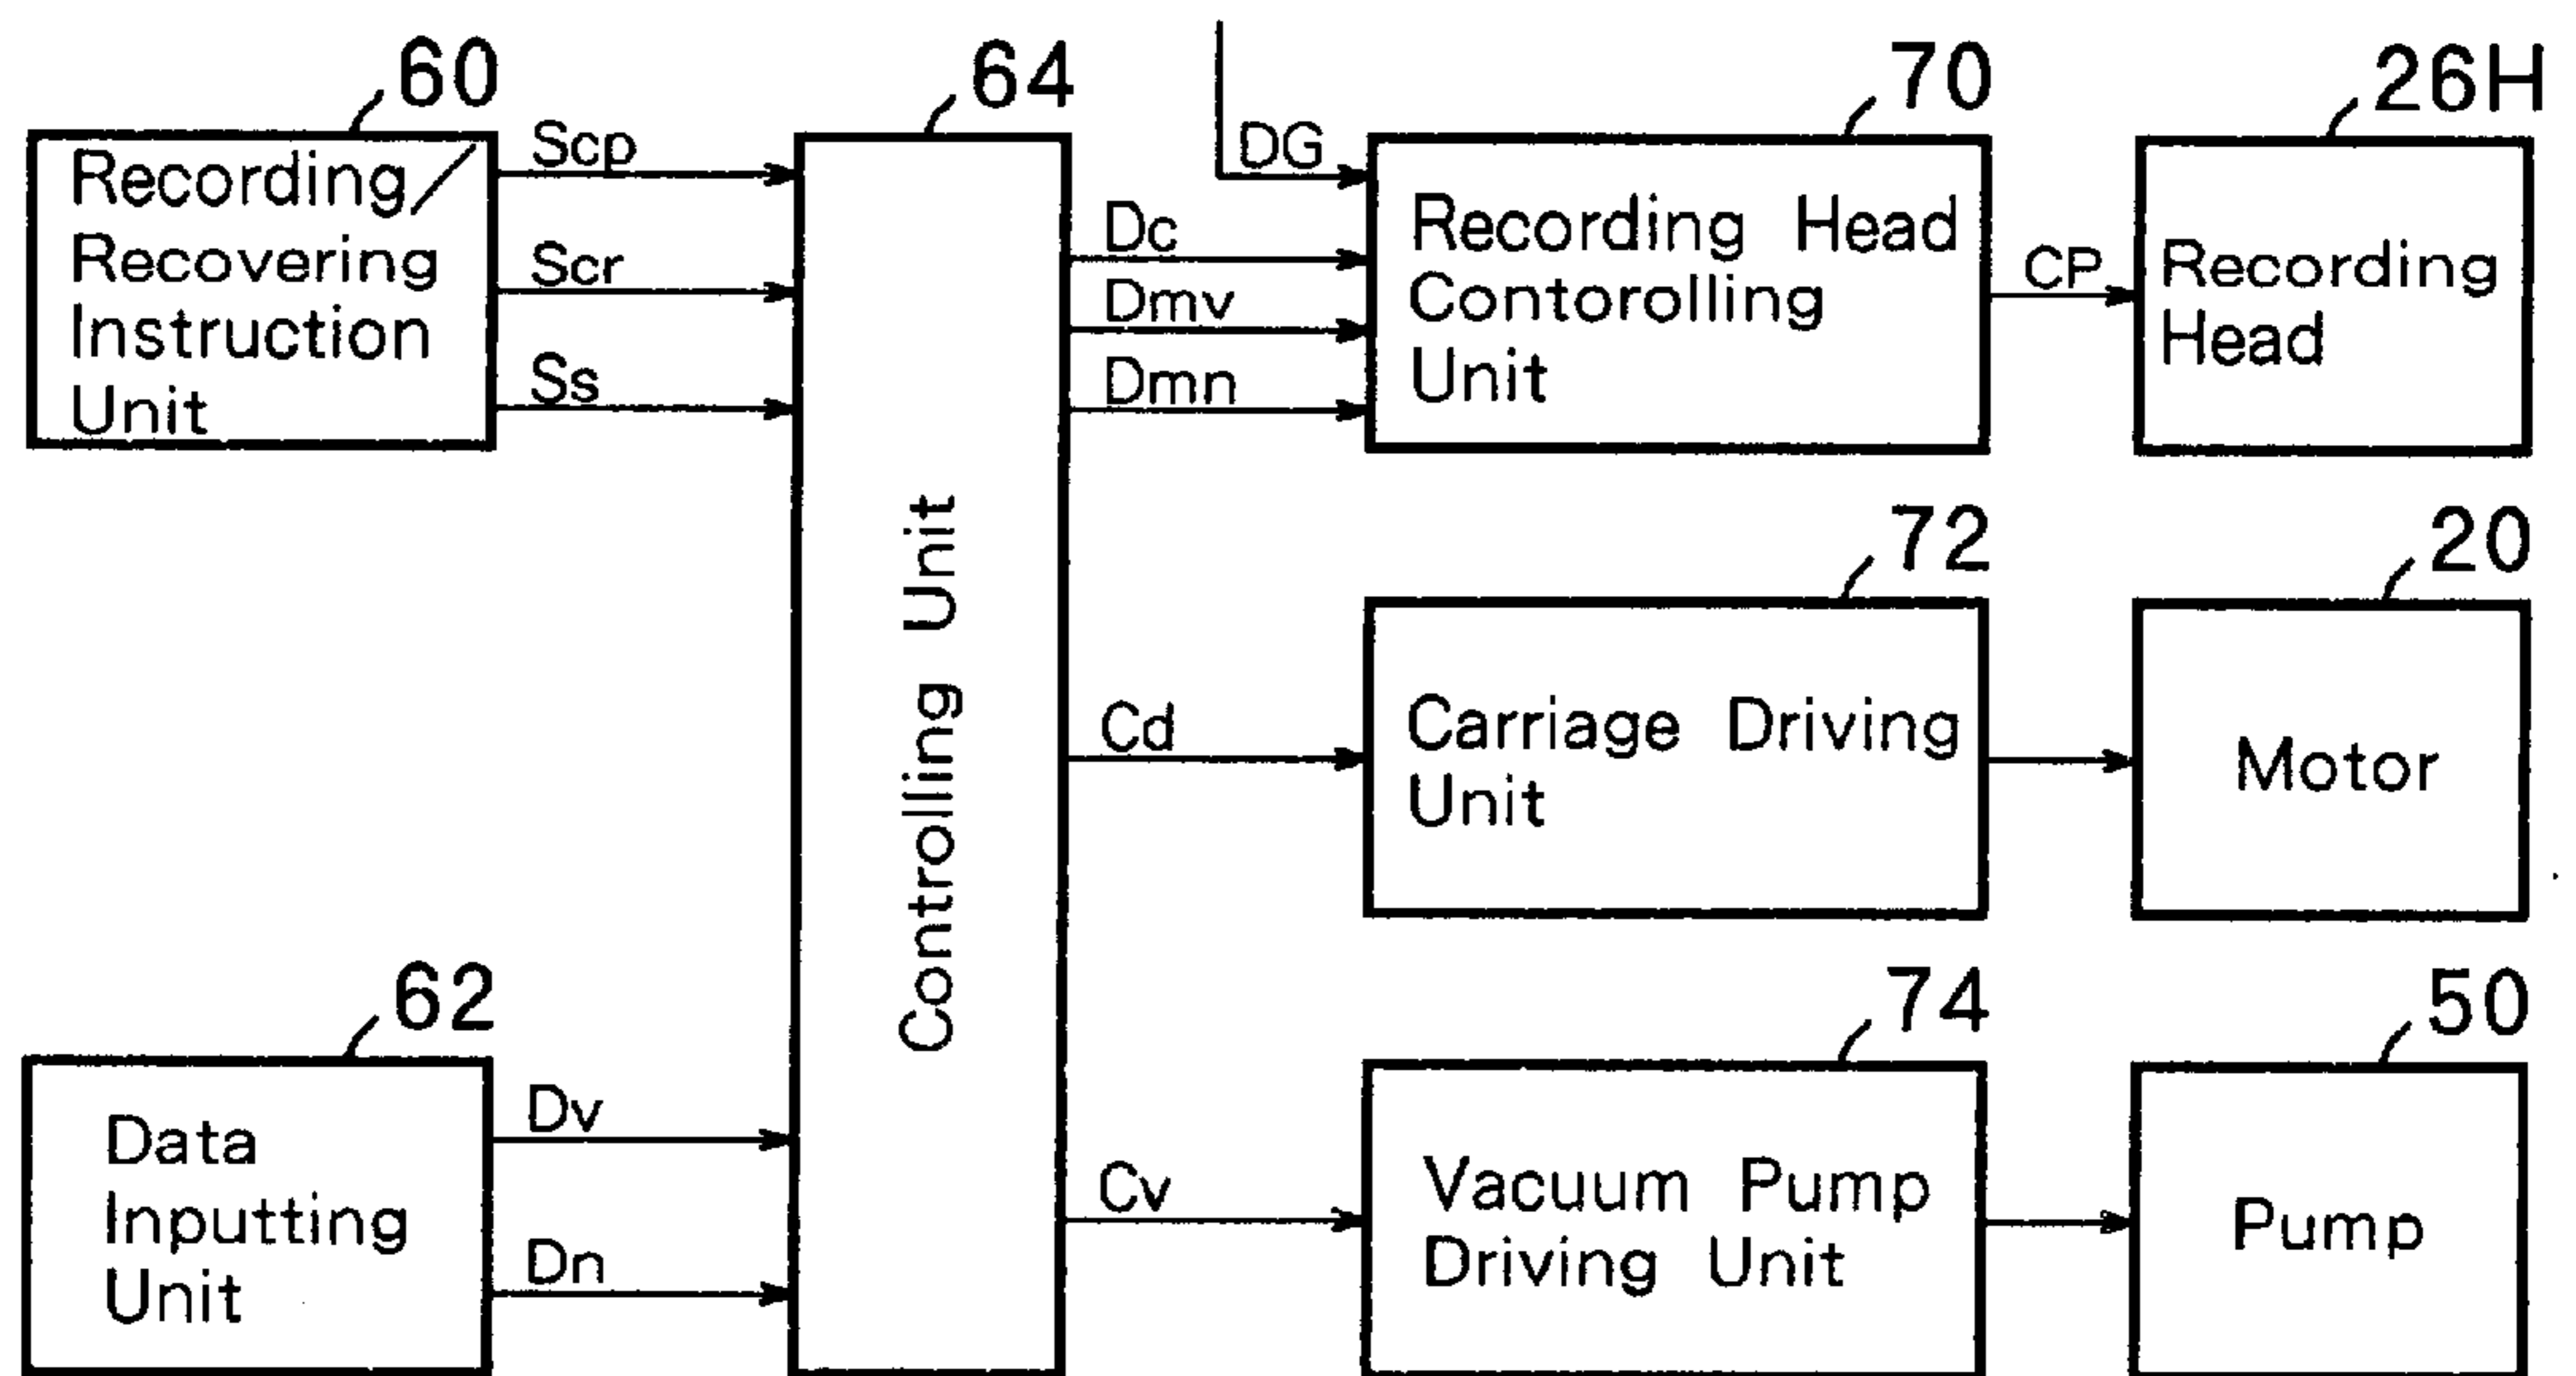 60
Recording/
Recovering
Instruction
Unit
Scp
Scr
Ss
62
Data
Inputting
Unit
Dv
Dn
64
Controlling Unit
DG
Dc
Dmv
Dmn
70
Recording Head
Contorolling
Unit
CP
26H
Recording
Head
Cd
72
Carriage Driving
Unit
20
Motor
Cv
74
Vacuum Pump
Driving Unit
50
Pump